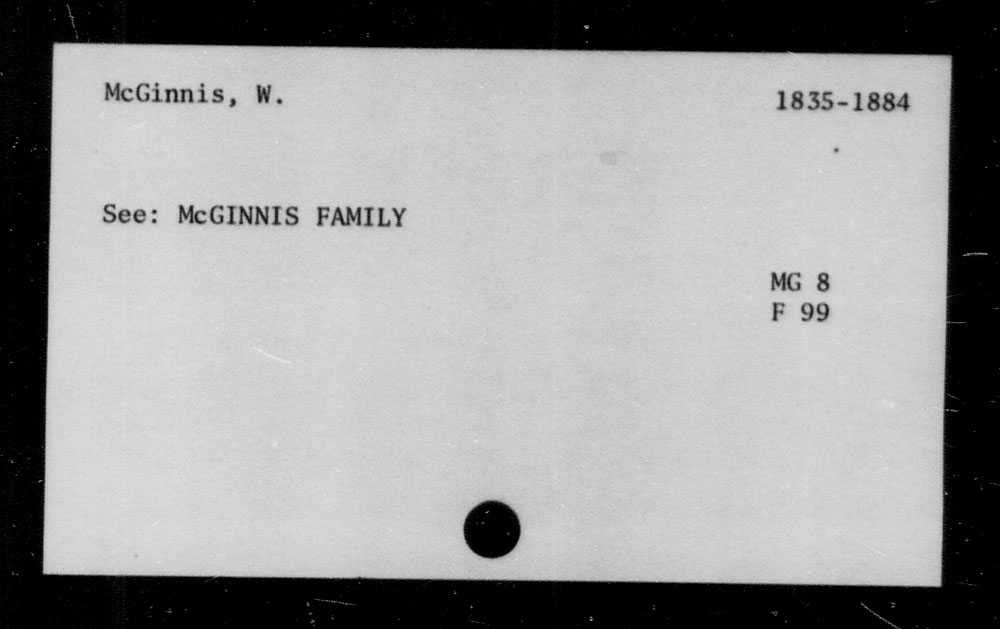 McGinnis, W.
1835-1884
See: McGINNIS FAMILY
MG 8
F 99